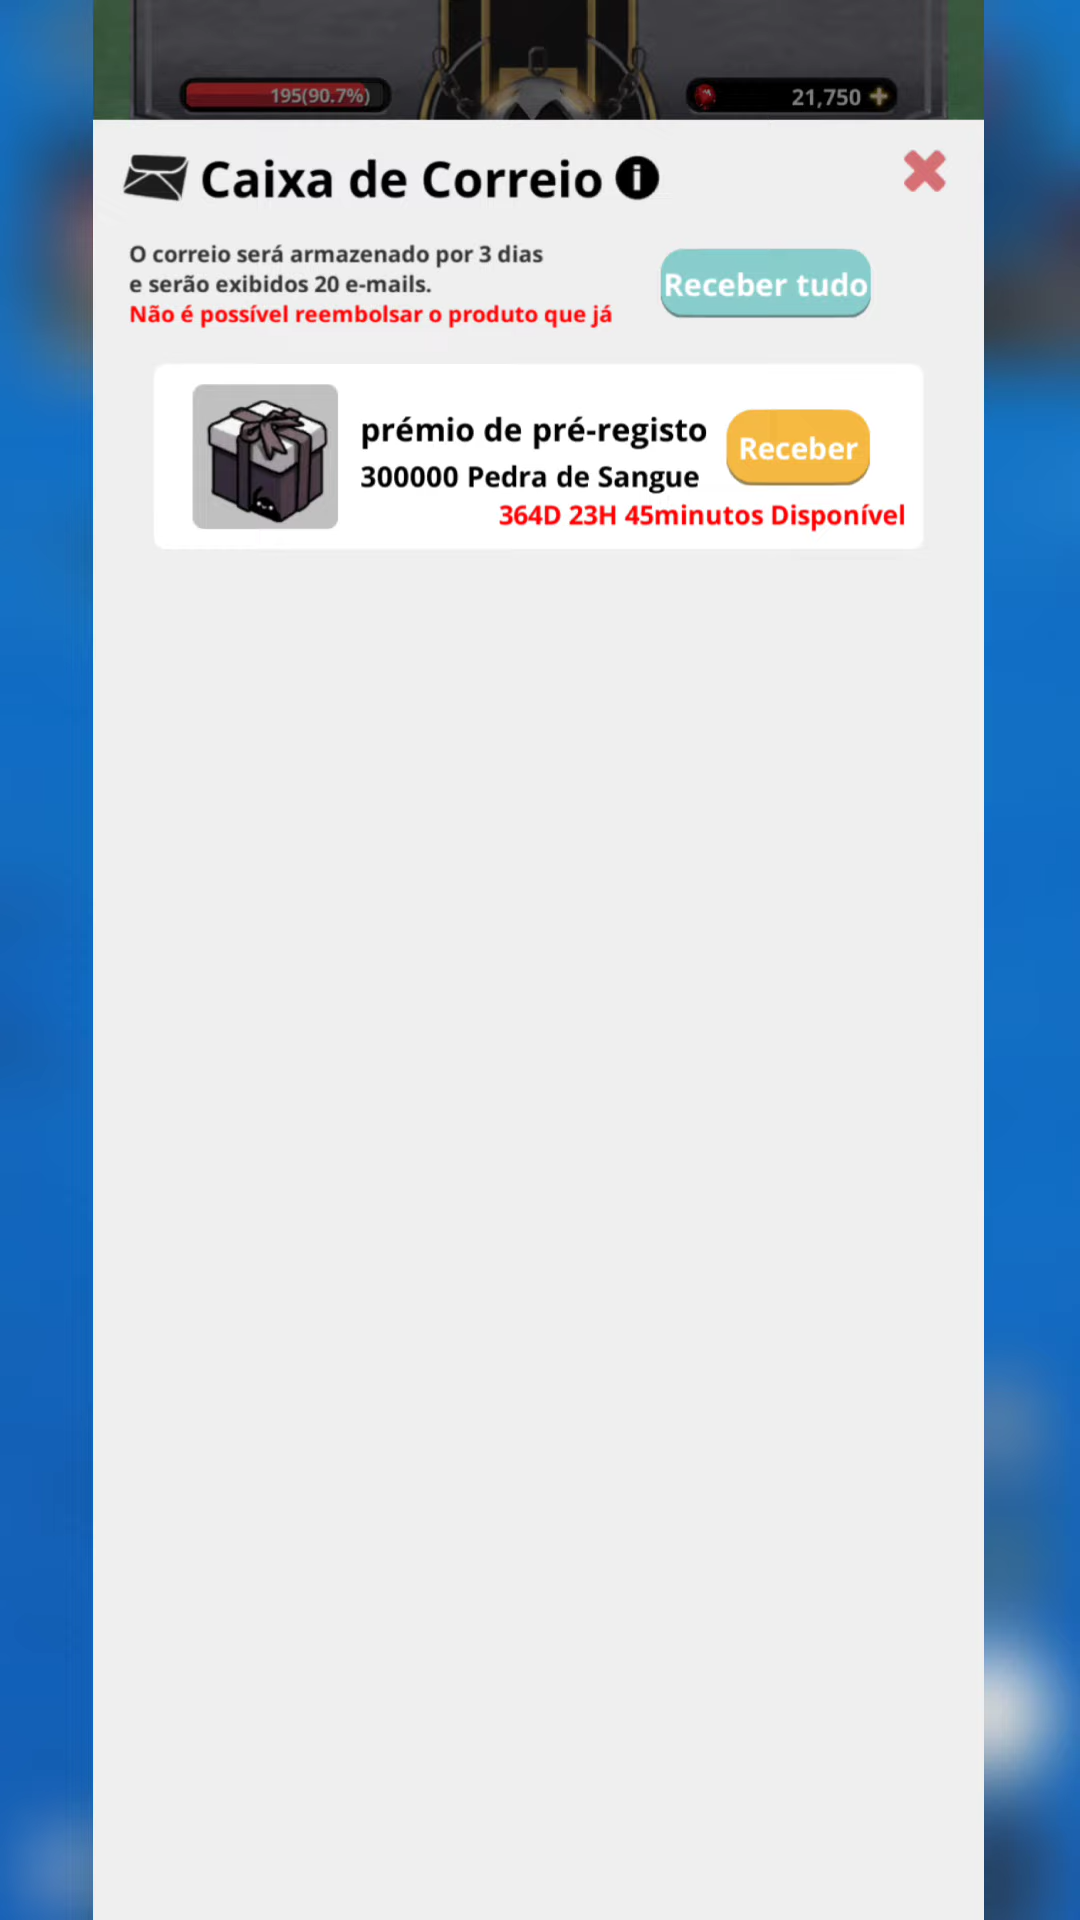 195(90.7%)
21,750
Caixa de Correio
O correio será armazenado por 3 dias
e serão exibidos 20 e-mails.
Não é possível reembolsar o produto que já
Receber tudo
prémio de pré-registo
300000 Pedra de Sangue
Receber
364D 23H 45minutos Disponível